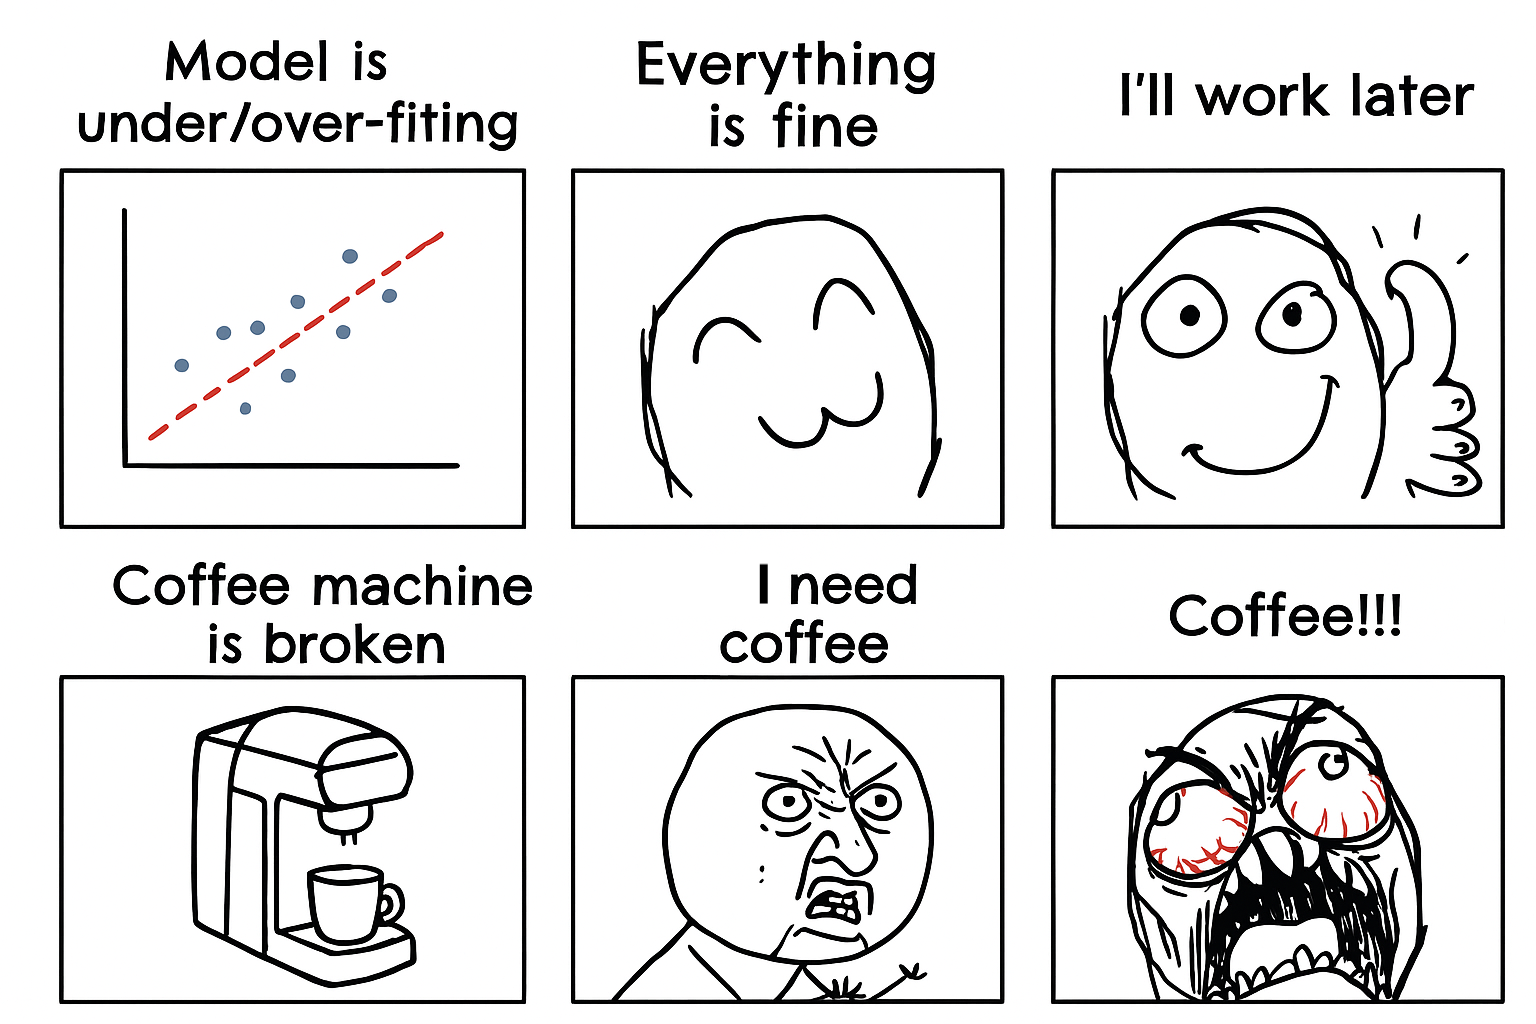 Model is
under/over-fiting
Everything
is fine
I'll work later
Coffee machine
is broken
I need
coffee
Coffee!!!